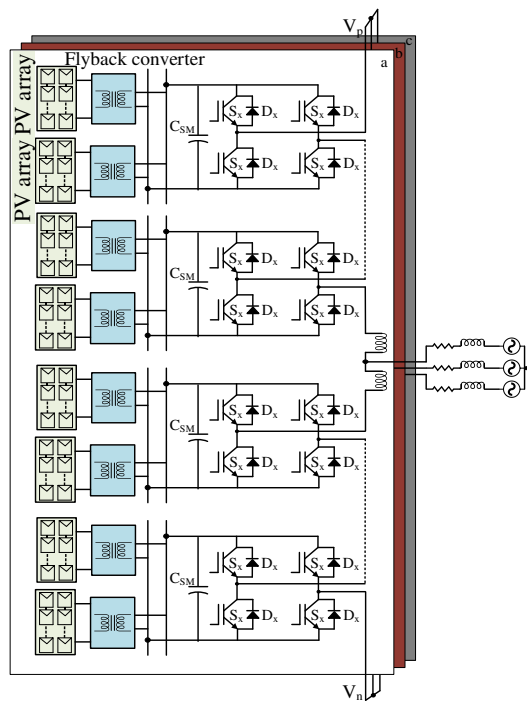 V_p
c
b
a
Flyback converter
PV array
PV array
C_SM
S_x D_x S_x D_x
S_x D_x S_x D_x
C_SM
S_x D_x S_x D_x
S_x D_x S_x D_x
C_SM
S_x D_x S_x D_x
S_x D_x S_x D_x
C_SM
S_x D_x S_x D_x
S_x D_x S_x D_x
V_n